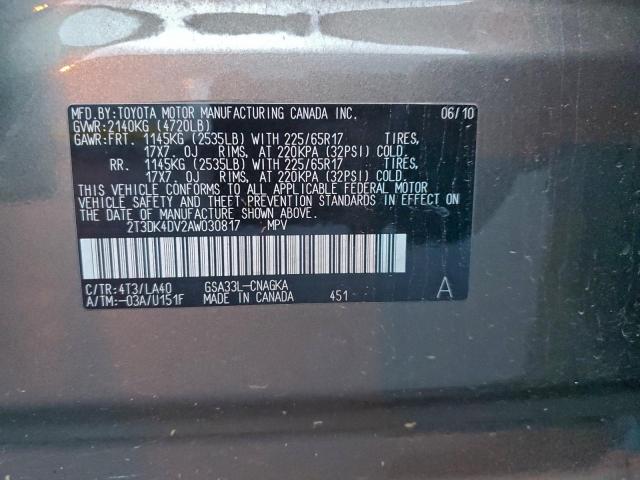 MFD.BY:TOYOTA MOTOR MANUFACTURING CANADA INC. 06/10
GVWR:2140KG (4720LB)
GAWR:FRT. 1145KG (2535LB) WITH 225/65R17 TIRES,
17X7. 0J RIMS, AT 220KPA (32PSI) COLD.
RR. 1145KG (2535LB) WITH 225/65R17 TIRES,
17X7. 0J RIMS, AT 220KPA (32PSI) COLD.
THIS VEHICLE CONFORMS TO ALL APPLICABLE FEDERAL MOTOR
VEHICLE SAFETY AND THEFT PREVENTION STANDARDS IN EFFECT ON
THE DATE OF MANUFACTURE SHOWN ABOVE.
2T3DK4DV2AW030817 MPV
C/TR:4T3/LA40 GSA33L-CNAGKA
A/TM:-03A/U151F MADE IN CANADA 451 A